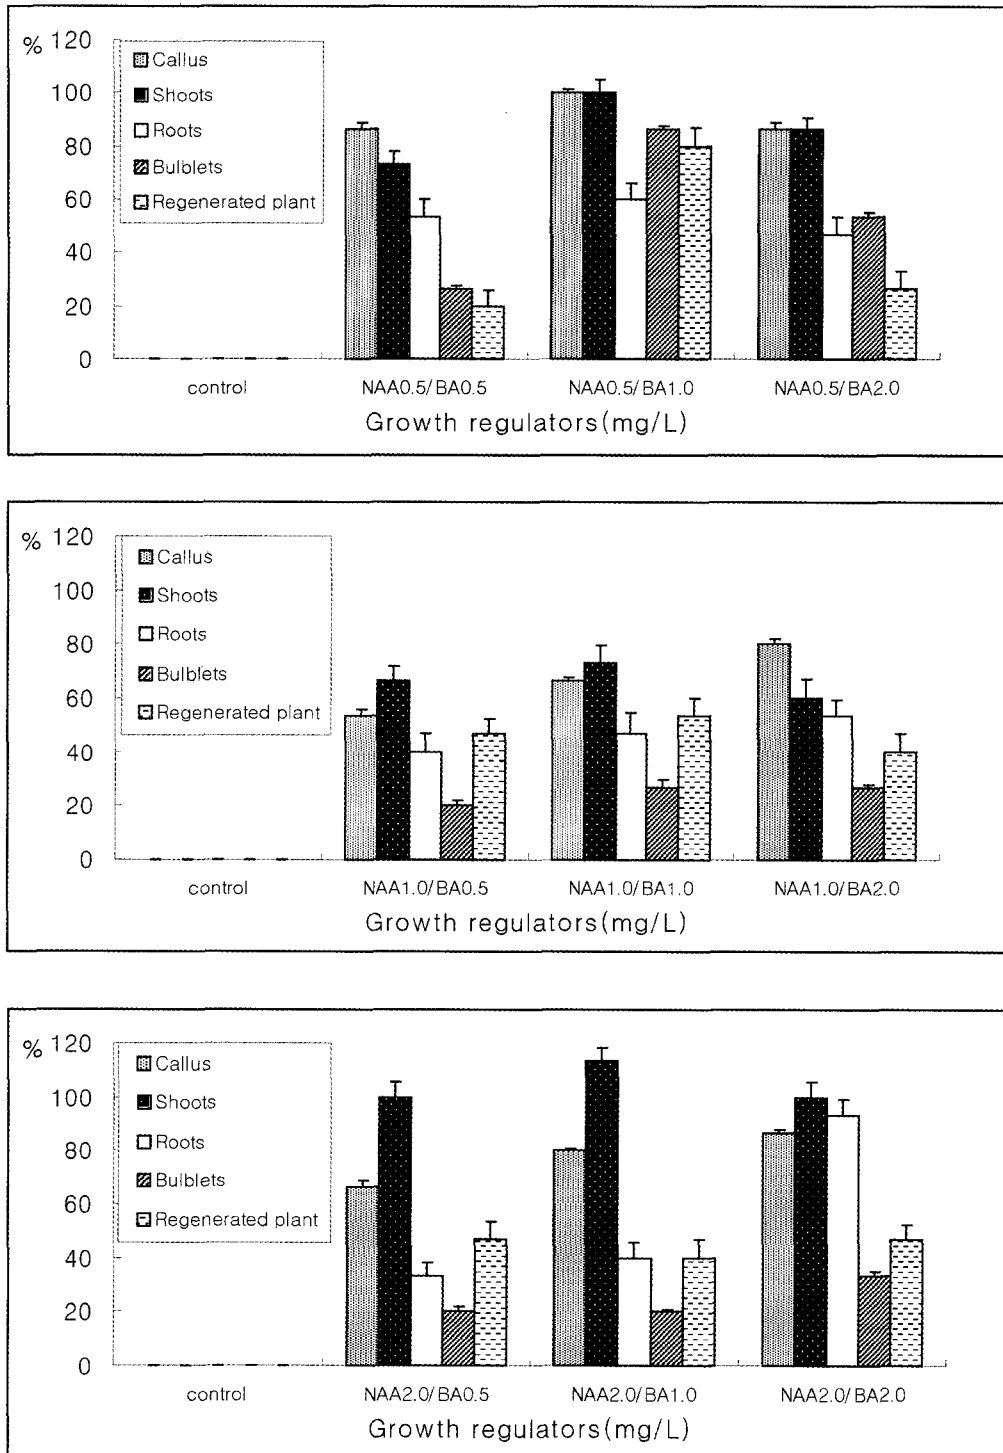 % 120
Callus
Shoots
100
Roots
80
Bulblets
60
Regenerated plant
40
20
0
control NAA0.5/BA0.5 NAA0.5/BA1.0 NAA0.5/BA2.0
Growth regulators(mg/L)
% 120
Callus
100
Shoots
80
Roots
Bulblets
60
Regenerated plant
40
20
0
control NAA1.0/BA0.5 NAA1.0/BA1.0 NAA1.0/BA2.0
Growth regulators(mg/L)
% 120
Callus
100
Shoots
80
Roots
Bulblets
60
Regenerated plant
40
20
0
control NAA2.0/BA0.5 NAA2.0/BA1.0 NAA2.0/BA2.0
Growth regulators(mg/L)